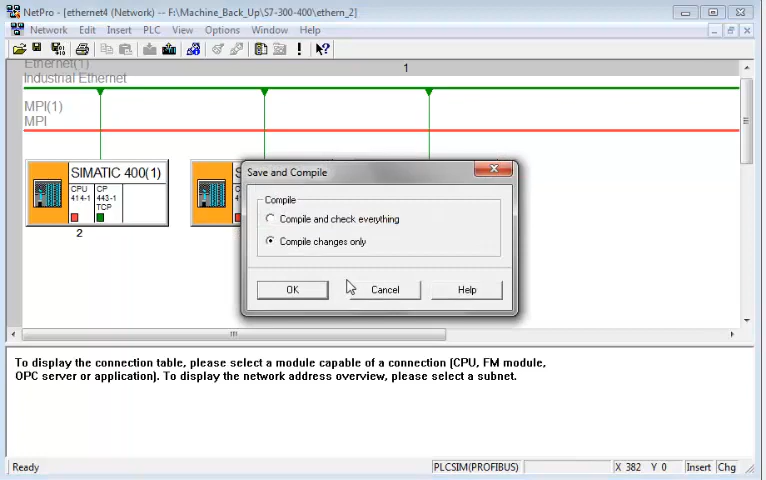 NetPro - [ethernet4 (Network) -- F:\Machine_Back_Up\S7-300-400\ethern_2]
Network Edit Insert PLC View Options Window Help
Ethernet(1)
Industrial Ethernet
1
MPI(1)
MPI
SIMATIC 400(1)
CPU
414-1
CP
443-1
TCP
2
Save and Compile
Compile
Compile and check everything
Compile changes only
OK Cancel Help
To display the connection table, please select a module capable of a connection (CPU, FM module,
OPC server or application). To display the network address overview, please select a subnet.
Ready PLCSIM(PROFIBUS) X 382 Y 0 Insert Chg